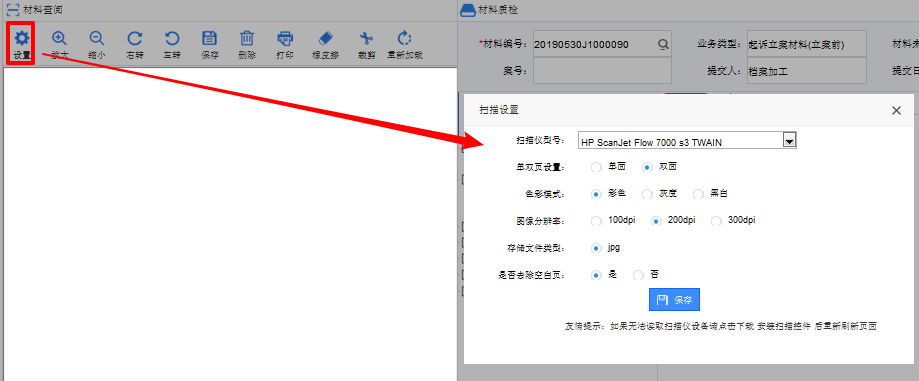 材料查阅
设置 放大 缩小 右转 左转 保存 删除 打印 橡皮擦 裁剪 重新加载
材料质检
*材料编号: 20190530J1000090 业务类型: 起诉立案材料(立案前) 材料
案号: 提交人: 档案加工 提交日
扫描设置
扫描仪型号: HP ScanJet Flow 7000 s3 TWAIN
单双页设置: 单面 双面
色彩模式: 彩色 灰度 黑白
图像分辨率: 100dpi 200dpi 300dpi
存储文件类型: jpg
是否去除空白页: 是 否
保存
友情提示: 如果无法读取扫描仪设备请点击下载 安装扫描控件 后重新刷新页面